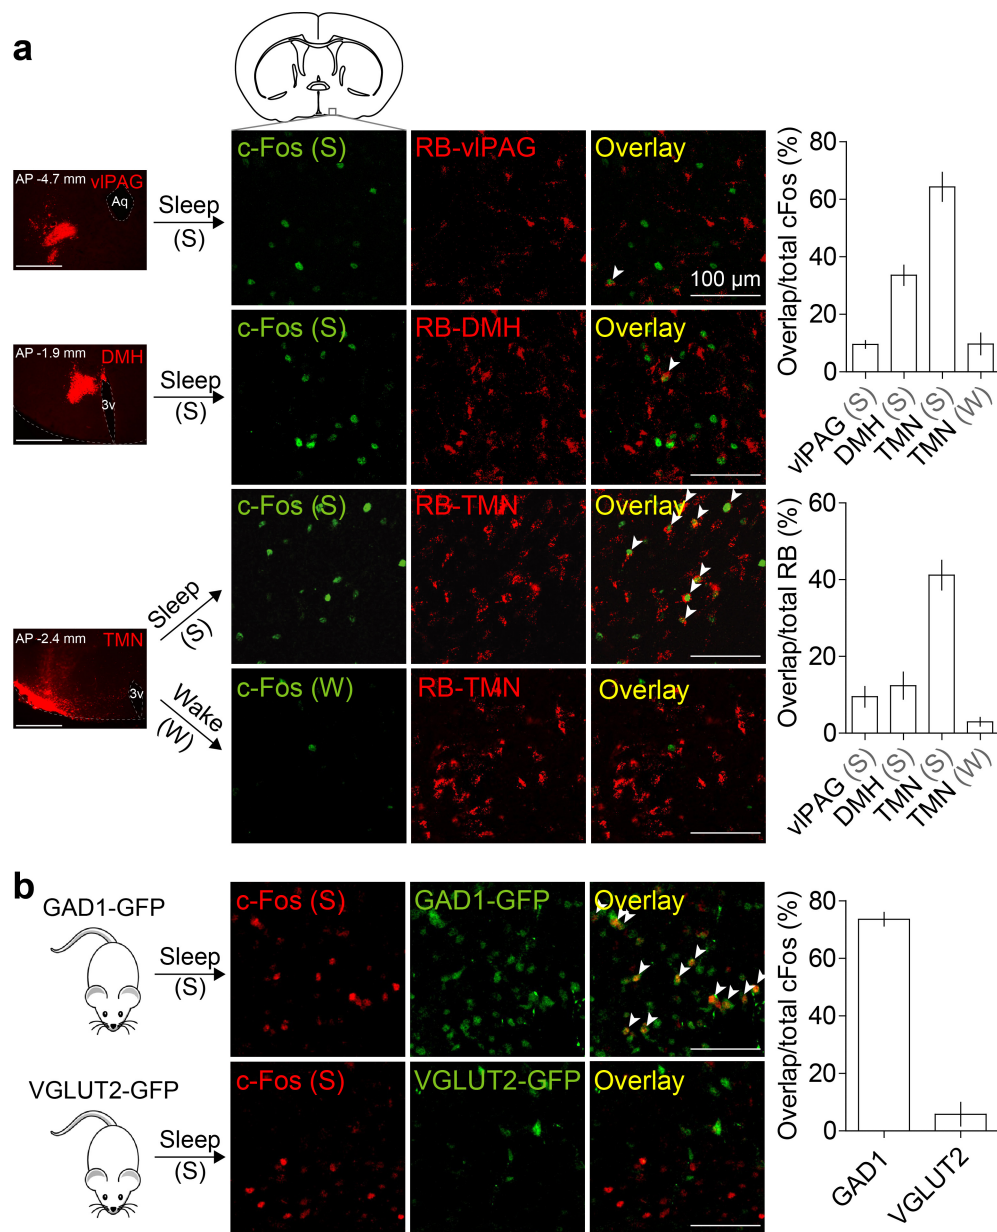 a
c-Fos (S)
RB-vlPAG
Overlay
AP -4.7 mm
vlPAG
Aq
Sleep
(S)
100 µm
c-Fos (S)
RB-DMH
Overlay
AP -1.9 mm
DMH
3v
Sleep
(S)
c-Fos (S)
RB-TMN
Overlay
Sleep
(S)
AP -2.4 mm
TMN
3v
Wake
(W)
c-Fos (W)
RB-TMN
Overlay
Overlap/total cFos (%)
80
60
40
20
0
vlPAG (S)
DMH (S)
TMN (S)
TMN (W)
Overlap/total RB (%)
60
40
20
0
vlPAG (S)
DMH (S)
TMN (S)
TMN (W)
b
GAD1-GFP
Sleep
(S)
c-Fos (S)
GAD1-GFP
Overlay
VGLUT2-GFP
Sleep
(S)
c-Fos (S)
VGLUT2-GFP
Overlay
Overlap/total cFos (%)
80
60
40
20
0
GAD1
VGLUT2